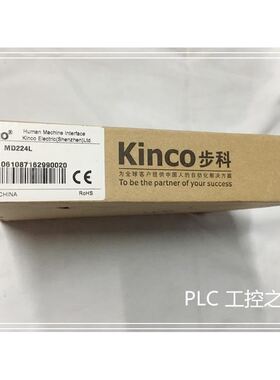 Human Machine Interface
Kinco Electric(Shenzhen)Ltd
MD224L
061087162990020
CHINA
RoHS
Kinco步科
为全球客户提供中国人的自动化解决方案
To be the partner of your success
PLC 工控之